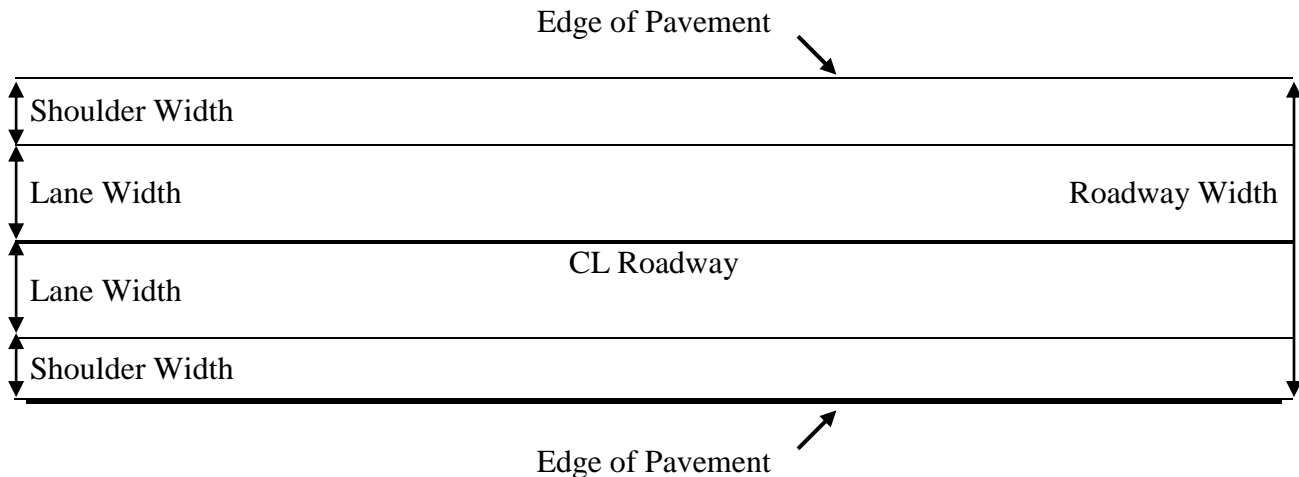 Edge of Pavement
Shoulder Width
Lane Width
Roadway Width
CL Roadway
Lane Width
Shoulder Width
Edge of Pavement